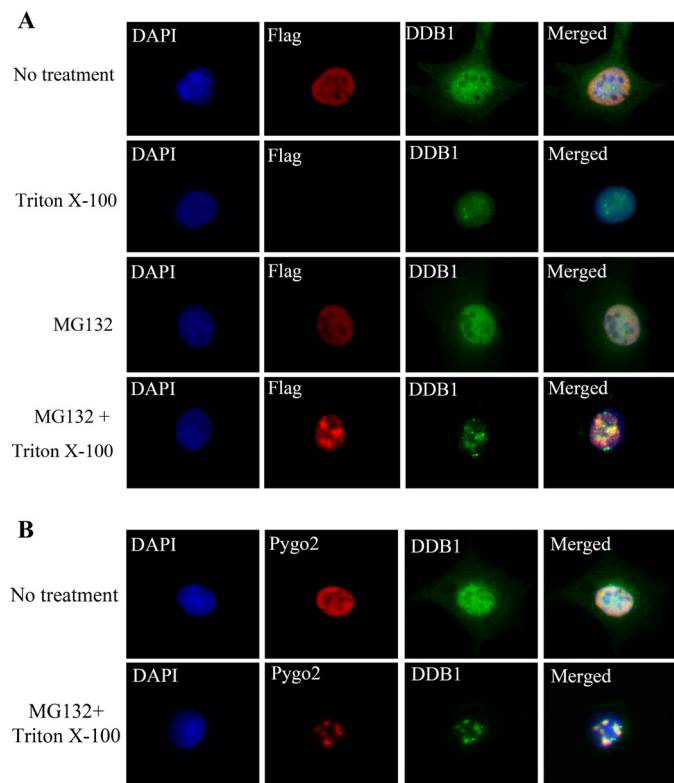 A
No treatment
DAPI Flag DDB1 Merged
Triton X-100
DAPI Flag DDB1 Merged
MG132
DAPI Flag DDB1 Merged
MG132 +
Triton X-100
DAPI Flag DDB1 Merged
B
No treatment
DAPI Pygo2 DDB1 Merged
MG132+
Triton X-100
DAPI Pygo2 DDB1 Merged